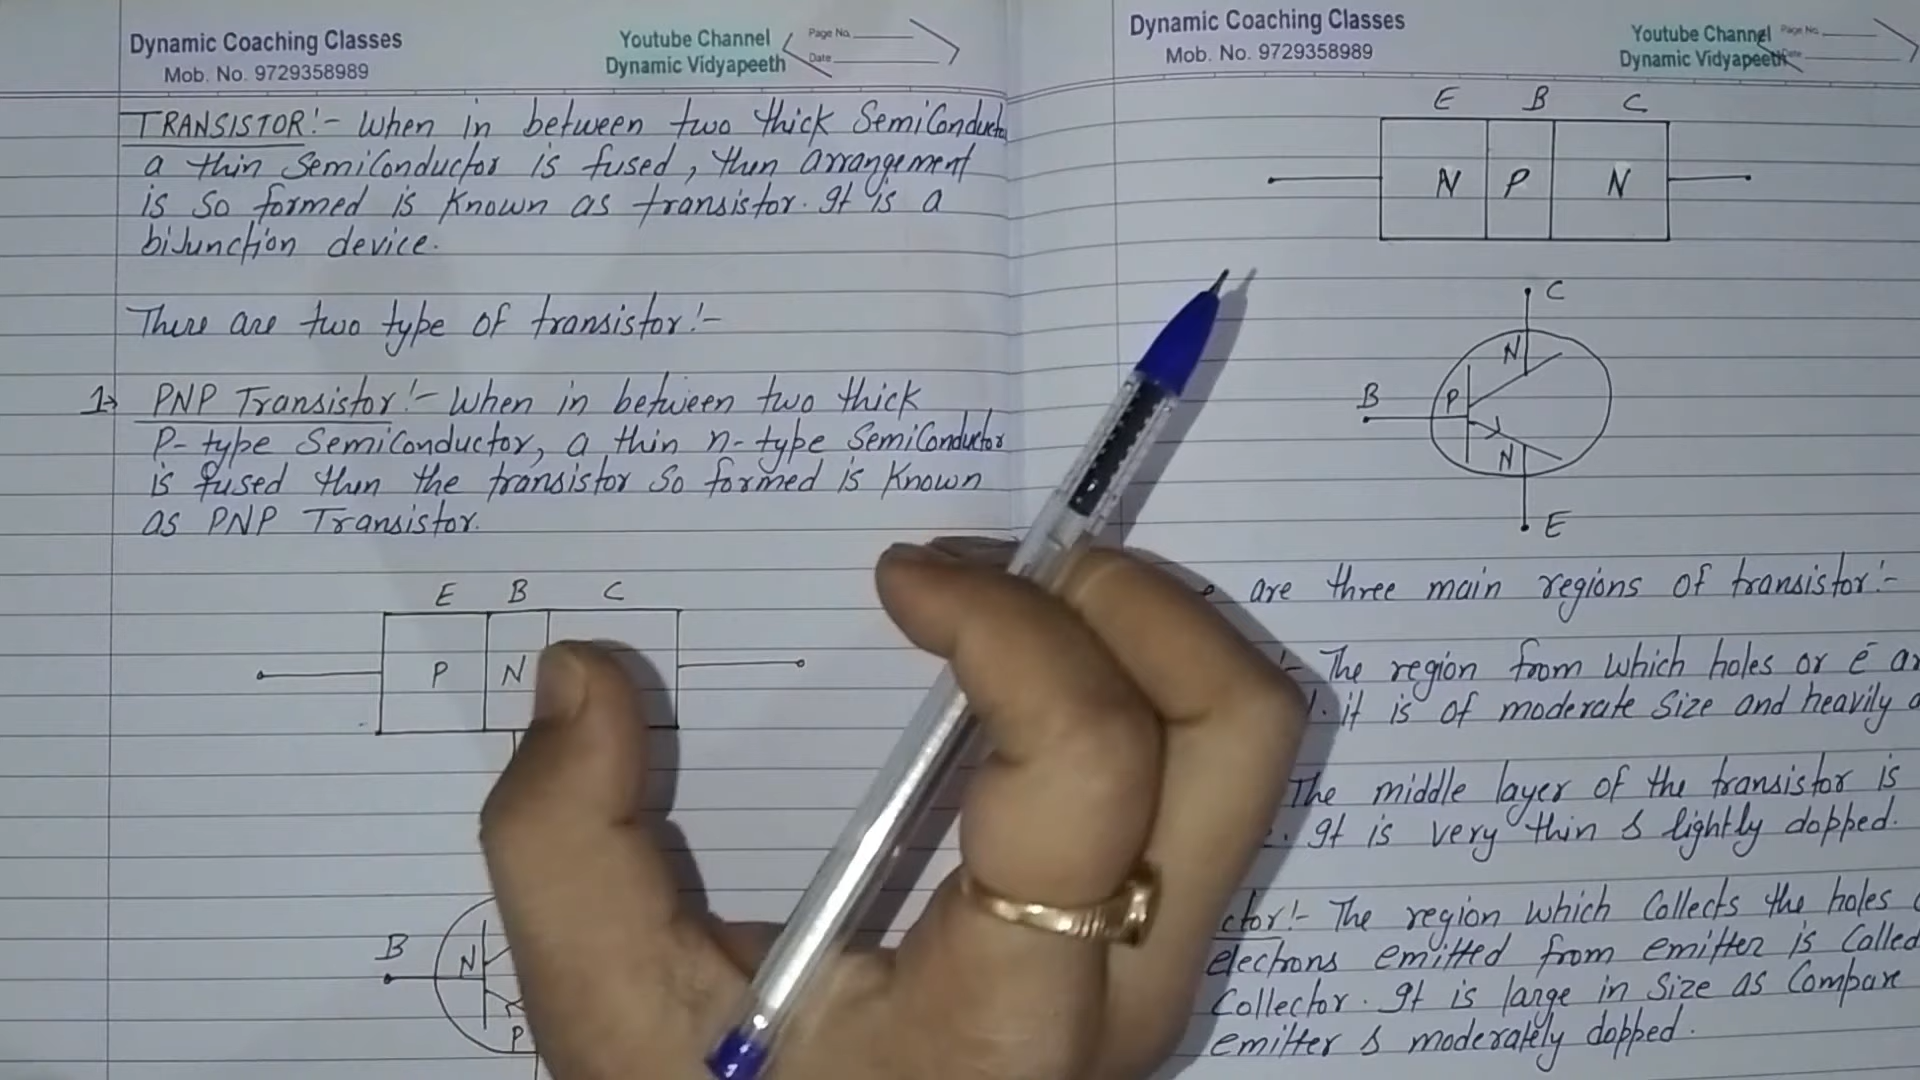 Dynamic Coaching Classes
Mob. No. 9729358989
Youtube Channel
Dynamic Vidyapeeth
Page No.
Date
TRANSISTOR:- When in between two thick SemiConducto
a thin SemiConductor is fused, then arrangement
is so formed is Known as transistor. It is a
biJunction device.
There are two type of transistor:-
1→ PNP Transistor:- When in between two thick
P-type SemiConductor, a thin n-type SemiConductor
is fused then the transistor so formed is Known
as PNP Transistor.
E B C
P N
B
N
P
Dynamic Coaching Classes
Mob. No. 9729358989
Youtube Channel
Dynamic Vidyapeeth
Page No.
Date
E B C
N P N
C
N
B
P
N
E
are three main regions of transistor:-
:- The region from which holes or ē ar
it is of moderate size and heavily d
The middle layer of the transistor is
It is very thin & lightly dopped.
ctor:- The region which Collects the holes
electrons emitted from emitter is Called
Collector. It is large in size as Compare
emitter & moderately dopped.